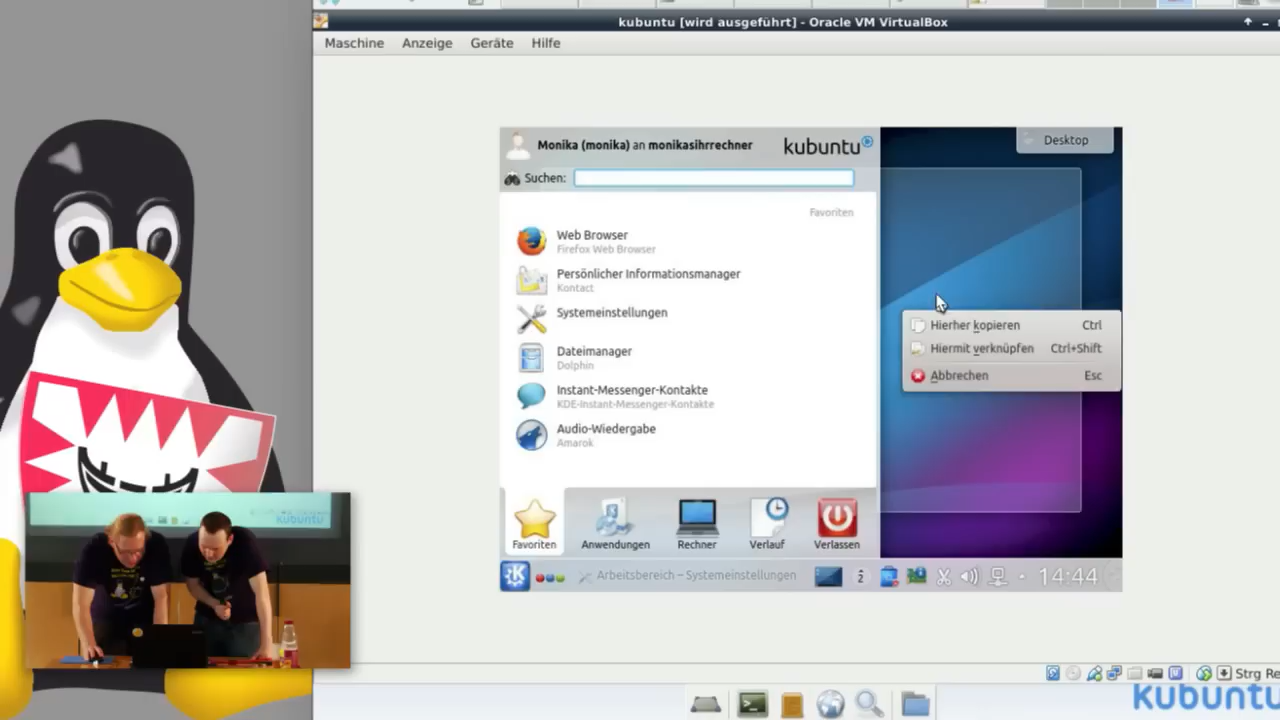 kubuntu [wird ausgeführt] - Oracle VM VirtualBox
Maschine Anzeige Geräte Hilfe
Monika (monika) an monikasihrrechner
kubuntu
Suchen:
Desktop
Favoriten
Web Browser
Firefox Web Browser
Persönlicher Informationsmanager
Kontact
Systemeinstellungen
Dateimanager
Dolphin
Instant-Messenger-Kontakte
KDE-Instant-Messenger-Kontakte
Audio-Wiedergabe
Amarok
Hierher kopieren Ctrl
Hiermit verknüpfen Ctrl+Shift
Abbrechen Esc
Favoriten Anwendungen Rechner Verlauf Verlassen
Arbeitsbereich – Systemeinstellungen
2
14:44
Strg Re
kubuntu
kubuntu